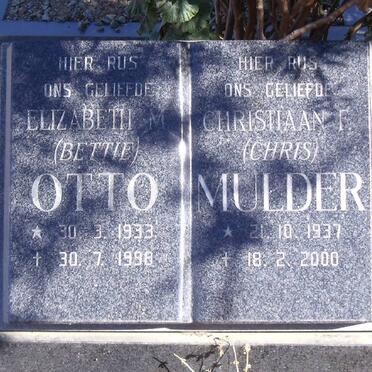 HIER RUS
ONS GELIEFDE
ELIZABETH M
(BETTIE)
OTTO
★ 30.3.1933
✝ 30.7.1998
HIER RUS
ONS GELIEFDE
CHRISTIAAN F.
(CHRIS)
MULDER
★ 21.10.1937
✝ 18.2.2000